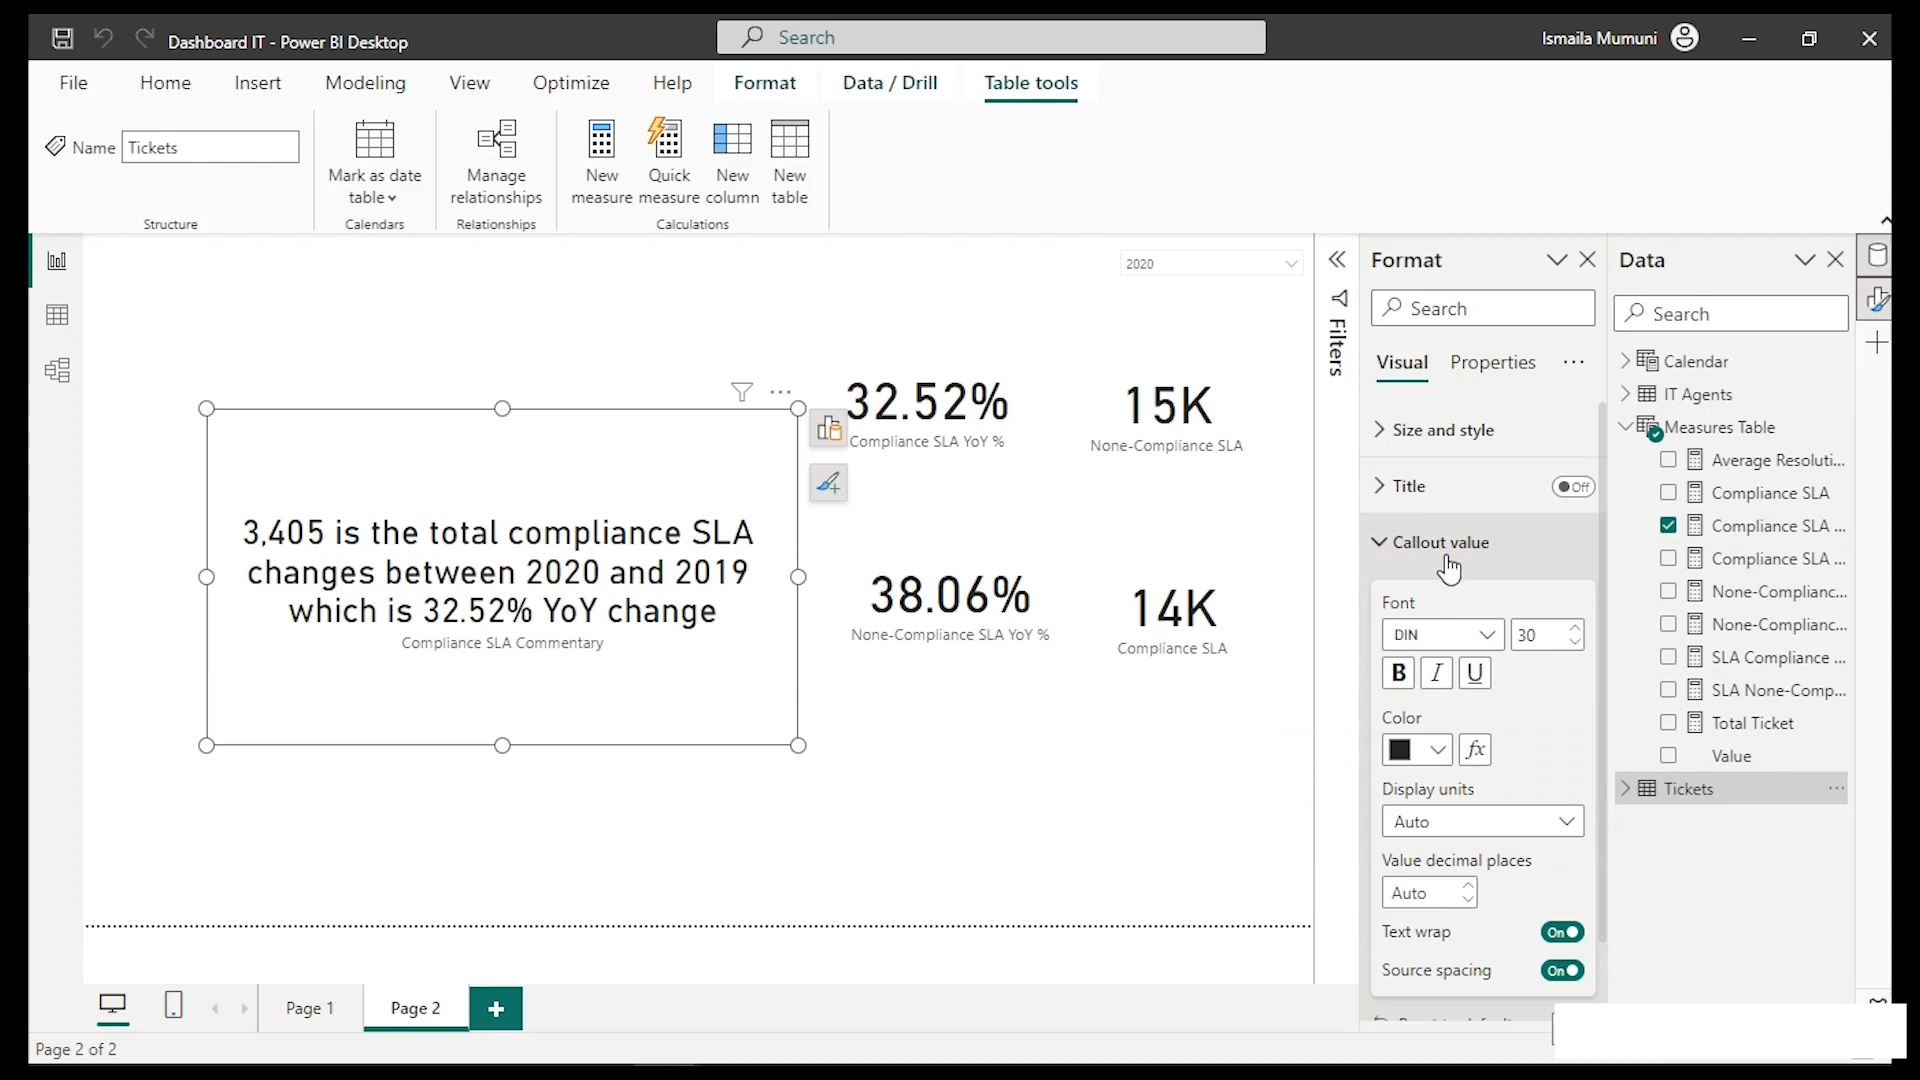 Dashboard IT - Power BI Desktop
Search
Ismaila Mumuni
File Home Insert Modeling View Optimize Help Format Data / Drill Table tools
Name Tickets
Mark as date
table
Manage
relationships
New
measure
Quick
measure
New
column
New
table
Structure
Calendars
Relationships
Calculations
2020
3,405 is the total compliance SLA
changes between 2020 and 2019
which is 32.52% YoY change
Compliance SLA Commentary
32.52%
Compliance SLA YoY %
15K
None-Compliance SLA
38.06%
None-Compliance SLA YoY %
14K
Compliance SLA
Filters
Format
Search
Visual Properties ...
Size and style
Title Off
Callout value
Font
DIN 30
B I U
Color
fx
Display units
Auto
Value decimal places
Auto
Text wrap On
Source spacing On
Data
Search
Calendar
IT Agents
Measures Table
Average Resoluti...
Compliance SLA
Compliance SLA ...
Compliance SLA ...
None-Complianc...
None-Complianc...
SLA Compliance ...
SLA None-Comp...
Total Ticket
Value
Tickets ...
Page 1 Page 2 +
Page 2 of 2